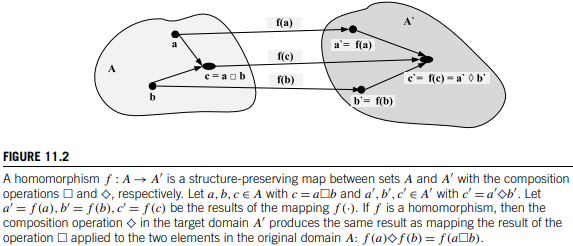 f(a)
A`
a
a`= f(a)
f(c)
A
c = a □ b
c`= f(c) = a` ◊ b`
f(b)
b
b`= f(b)
FIGURE 11.2
A homomorphism f : A → A′ is a structure-preserving map between sets A and A′ with the composition
operations □ and ◇, respectively. Let a, b, c ∈ A with c = a□b and a′, b′, c′ ∈ A′ with c′ = a′◇b′. Let
a′ = f(a), b′ = f(b), c′ = f(c) be the results of the mapping f(·). If f is a homomorphism, then the
composition operation ◇ in the target domain A′ produces the same result as mapping the result of the
operation □ applied to the two elements in the original domain A: f(a)◇f(b) = f(a□b).